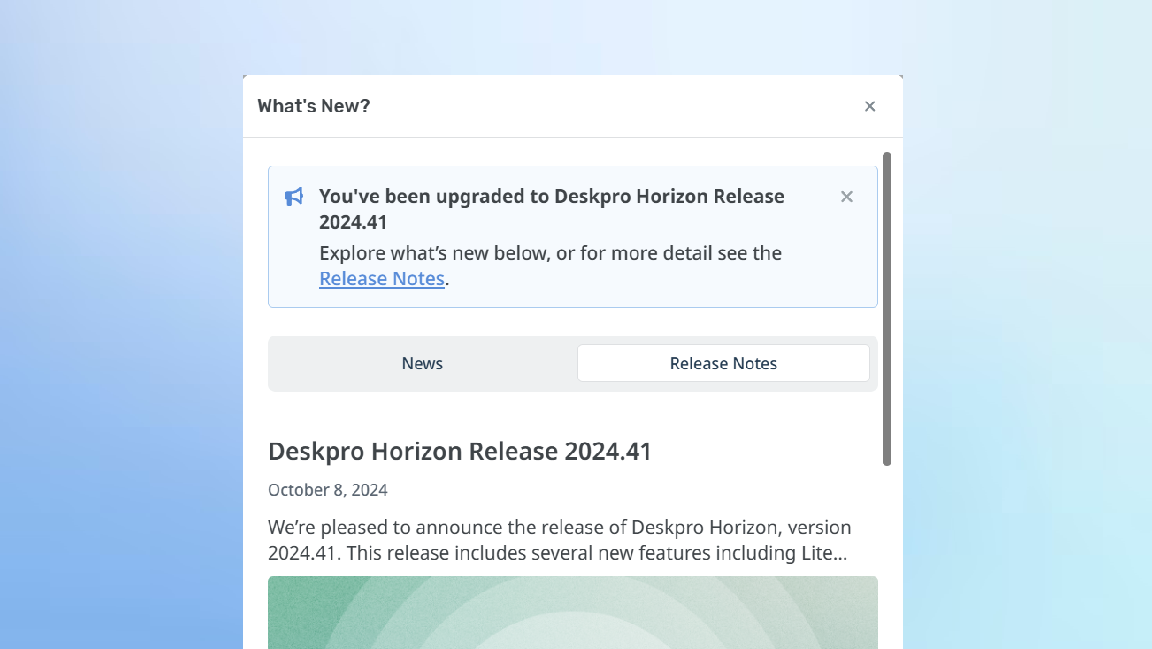 What's New?
You've been upgraded to Deskpro Horizon Release
2024.41
Explore what’s new below, or for more detail see the
Release Notes.
News
Release Notes
Deskpro Horizon Release 2024.41
October 8, 2024
We’re pleased to announce the release of Deskpro Horizon, version
2024.41. This release includes several new features including Lite...